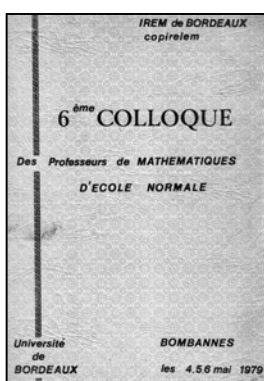 IREM de BORDEAUX
copirelem
6ème COLLOQUE
Des Professeurs de MATHEMATIQUES
D'ECOLE NORMALE
Université
de
BORDEAUX
BOMBANNES
les 4.5.6 mai 1979